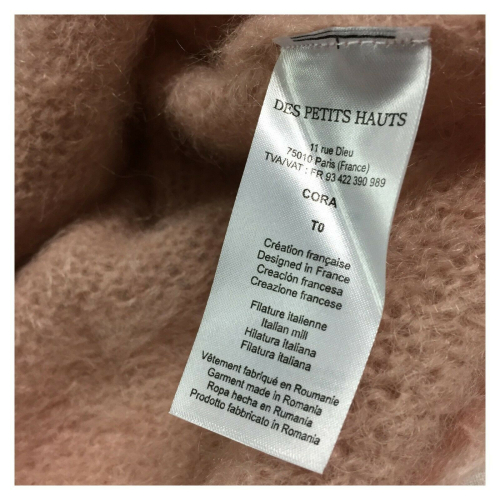 DES PETITS HAUTS
11 rue Dieu
75010 Paris (France)
TVA/VAT : FR 93 422 390 989
CORA
T0
Création française
Designed in France
Creación francesa
Creazione francese
Filature italienne
Italian mill
Hilatura italiana
Filatura italiana
Vêtement fabriqué en Roumanie
Garment made in Romania
Ropa hecha en Rumania
Prodotto fabbricato in Romania